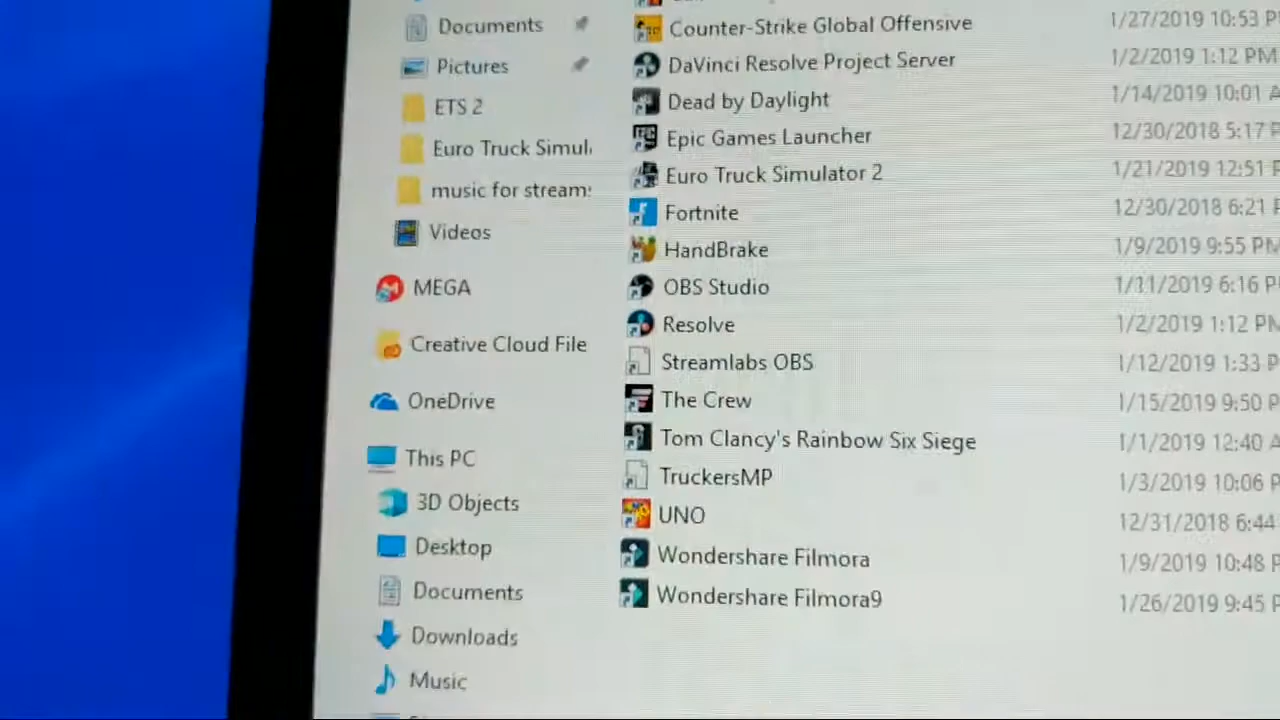 Documents
Pictures
ETS 2
Euro Truck Simul
music for stream
Videos
MEGA
Creative Cloud File
OneDrive
This PC
3D Objects
Desktop
Documents
Downloads
Music
Counter-Strike Global Offensive 1/27/2019 10:53 P
DaVinci Resolve Project Server 1/2/2019 1:12 PM
Dead by Daylight 1/14/2019 10:01 A
Epic Games Launcher 12/30/2018 5:17 P
Euro Truck Simulator 2 1/21/2019 12:51 P
Fortnite 12/30/2018 6:21 P
HandBrake 1/9/2019 9:55 PM
OBS Studio 1/11/2019 6:16 P
Resolve 1/2/2019 1:12 PM
Streamlabs OBS 1/12/2019 1:33 P
The Crew 1/15/2019 9:50 P
Tom Clancy's Rainbow Six Siege 1/1/2019 12:40 A
TruckersMP 1/3/2019 10:06 P
UNO 12/31/2018 6:44
Wondershare Filmora 1/9/2019 10:48 P
Wondershare Filmora9 1/26/2019 9:45 P